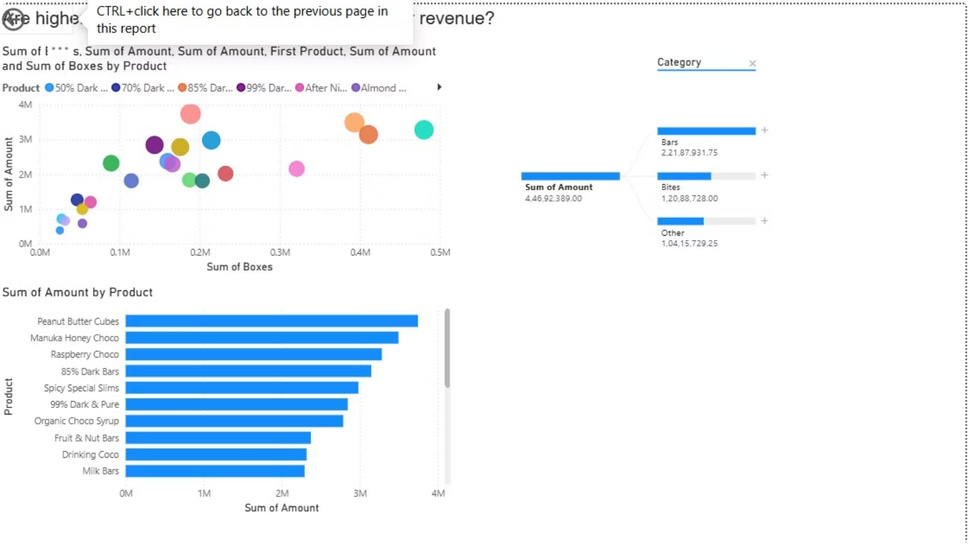 Are highe
revenue?
CTRL+click here to go back to the previous page in
this report
Sum of s, Sum of Amount, Sum of Amount, First Product, Sum of Amount
and Sum of Boxes by Product
Product 50% Dark ... 70% Dark ... 85% Dar... 99% Dar... After Ni... Almond ...
4M
3M
2M
1M
0M
Sum of Amount
0.0M 0.1M 0.2M 0.3M 0.4M 0.5M
Sum of Boxes
Category
Sum of Amount
4,46,92,389.00
Bars
2,21,87,931.75
Bites
1,20,88,728.00
Other
1,04,15,729.25
Sum of Amount by Product
Product
Peanut Butter Cubes
Manuka Honey Choco
Raspberry Choco
85% Dark Bars
Spicy Special Slims
99% Dark & Pure
Organic Choco Syrup
Fruit & Nut Bars
Drinking Coco
Milk Bars
0M 1M 2M 3M 4M
Sum of Amount